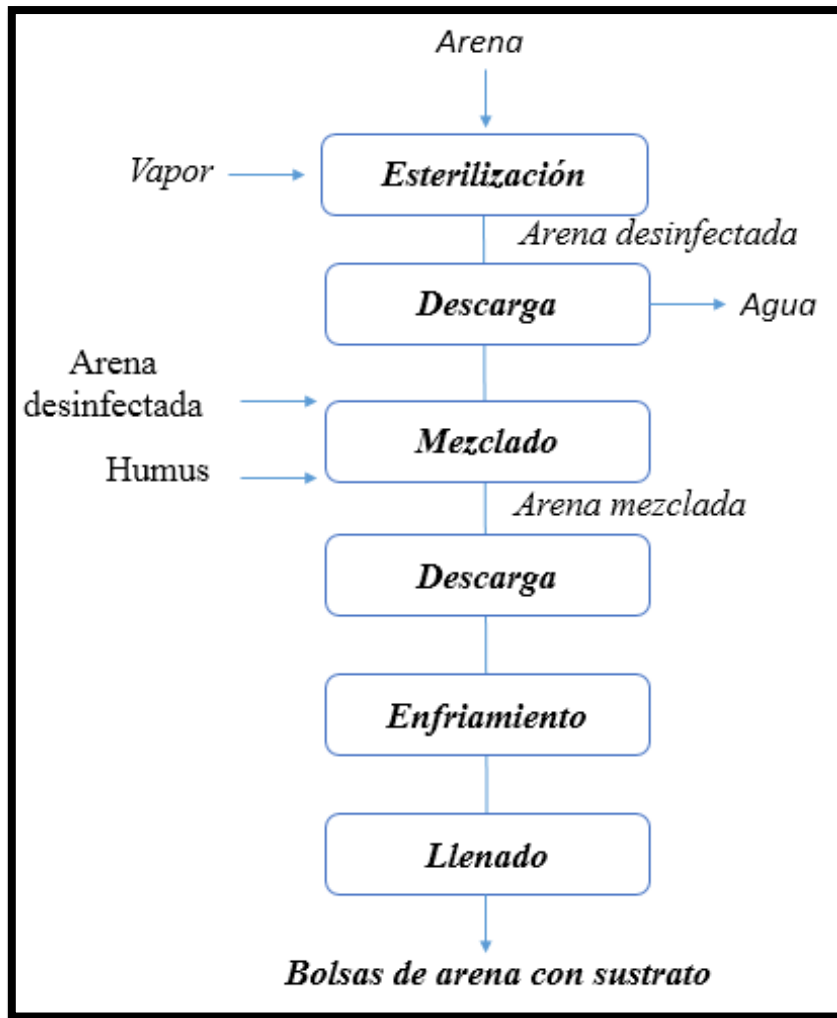 Arena
Vapor
Esterilización
Arena desinfectada
Descarga
Agua
Arena
desinfectada
Mezclado
Humus
Arena mezclada
Descarga
Enfriamiento
Llenado
Bolsas de arena con sustrato